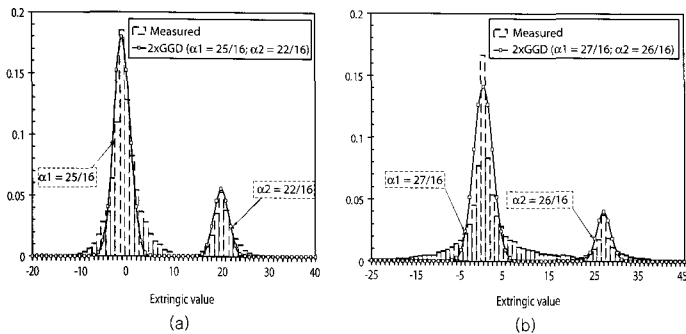 0.2
Measured
2xGGD (α1 = 25/16; α2 = 22/16)
0.15
0.1
α1 = 25/16
α2 = 22/16
0.05
0
-20 -10 0 10 20 30 40
Extringic value
(a)
0.2
Measured
2xGGD (α1 = 27/16; α2 = 26/16)
0.15
0.1
α1 = 27/16
α2 = 26/16
0.05
0
-25 -15 -5 5 15 25 35 45
Extringic value
(b)